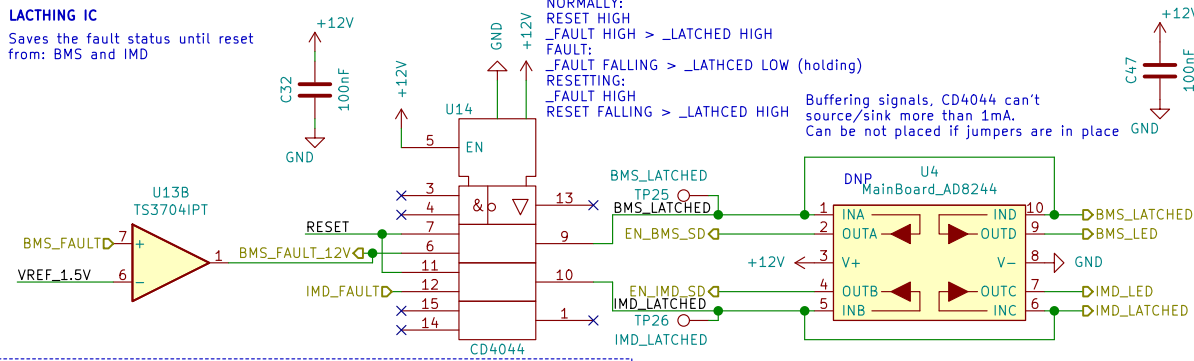 LACTHING IC
Saves the fault status until reset
from: BMS and IMD
+12V
C32
100nF
GND
NORMALLY:
RESET HIGH
_FAULT HIGH > _LATCHED HIGH
FAULT:
_FAULT FALLING > _LATHCED LOW (holding)
RESETTING:
_FAULT HIGH
RESET FALLING > _LATHCED HIGH
GND
+12V
+12V
U14
5
EN
3
4
7
6
11
12
15
14
&
13
9
10
1
CD4044
RESET
BMS_FAULT_12V
IMD_FAULT
U13B
TS3704IPT
BMS_FAULT
7
+
VREF_1.5V
6
-
1
+12V
C47
100nF
GND
Buffering signals, CD4044 can't
source/sink more than 1mA.
Can be not placed if jumpers are in place
BMS_LATCHED
TP25
BMS_LATCHED
EN_BMS_SD
+12V
EN_IMD_SD
IMD_LATCHED
TP26
IMD_LATCHED
DNP
U4
MainBoard_AD8244
1 INA IND 10
2 OUTA OUTD 9
3 V+ V- 8
4 OUTB OUTC 7
5 INB INC 6
BMS_LATCHED
BMS_LED
GND
IMD_LED
IMD_LATCHED